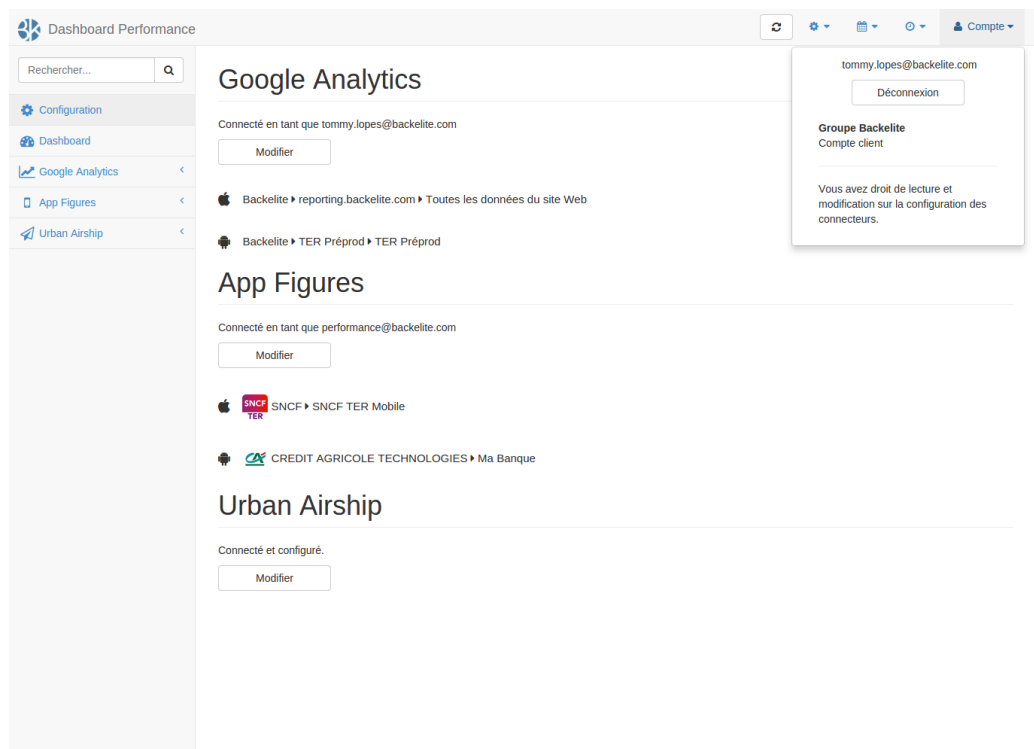 Dashboard Performance
Compte
Rechercher...
Configuration
Dashboard
Google Analytics
App Figures
Urban Airship
tommy.lopes@backelite.com
Déconnexion
Groupe Backelite
Compte client
Vous avez droit de lecture et
modification sur la configuration des
connecteurs.
Google Analytics
Connecté en tant que tommy.lopes@backelite.com
Modifier
Backelite reporting.backelite.com Toutes les données du site Web
Backelite TER Préprod TER Préprod
App Figures
Connecté en tant que performance@backelite.com
Modifier
SNCF
TER
SNCF SNCF TER Mobile
CA
CREDIT AGRICOLE TECHNOLOGIES Ma Banque
Urban Airship
Connecté et configuré.
Modifier